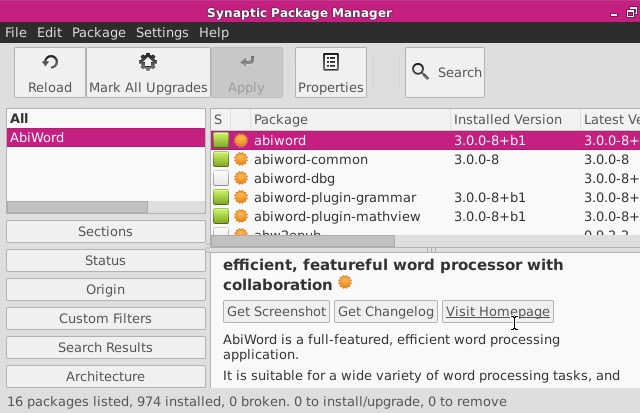 Synaptic Package Manager
File Edit Package Settings Help
Reload Mark All Upgrades Apply Properties Search
All
AbiWord
S Package Installed Version Latest Ve
abiword 3.0.0-8+b1 3.0.0-8+
abiword-common 3.0.0-8 3.0.0-8
abiword-dbg 3.0.0-8+
abiword-plugin-grammar 3.0.0-8+b1 3.0.0-8+
abiword-plugin-mathview 3.0.0-8+b1 3.0.0-8+
abw2epub 0.9.2-2
Sections
Status
Origin
Custom Filters
Search Results
Architecture
efficient, featureful word processor with
collaboration
Get Screenshot Get Changelog Visit Homepage
AbiWord is a full-featured, efficient word processing
application.
It is suitable for a wide variety of word processing tasks, and
16 packages listed, 974 installed, 0 broken. 0 to install/upgrade, 0 to remove